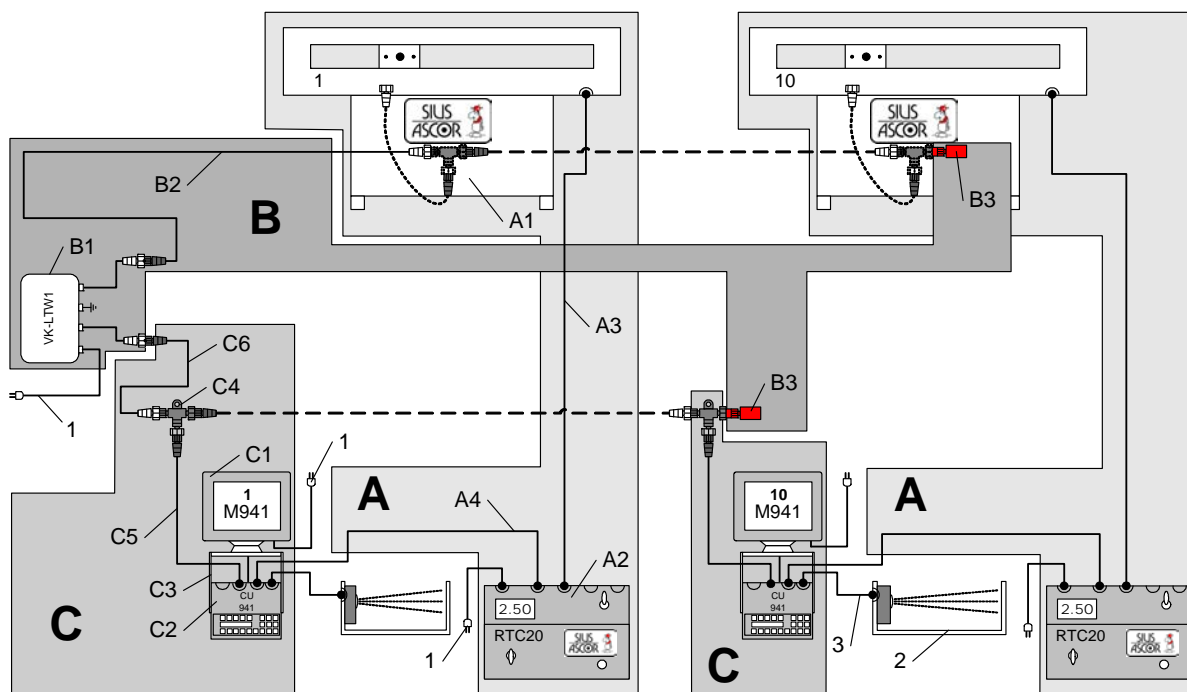 1
SIUS
ASCOR
10
SIUS
ASCOR
B2
A1
B3
B
B1
VK-LTW1
A3
C6
C4
B3
1
C1
1
1
M941
A
A4
10
M941
A
C5
C3
CU
941
C2
C
2.50
A2
RTC20
SIUS
ASCOR
1
CU
941
C
3
2
2.50
RTC20
SIUS
ASCOR